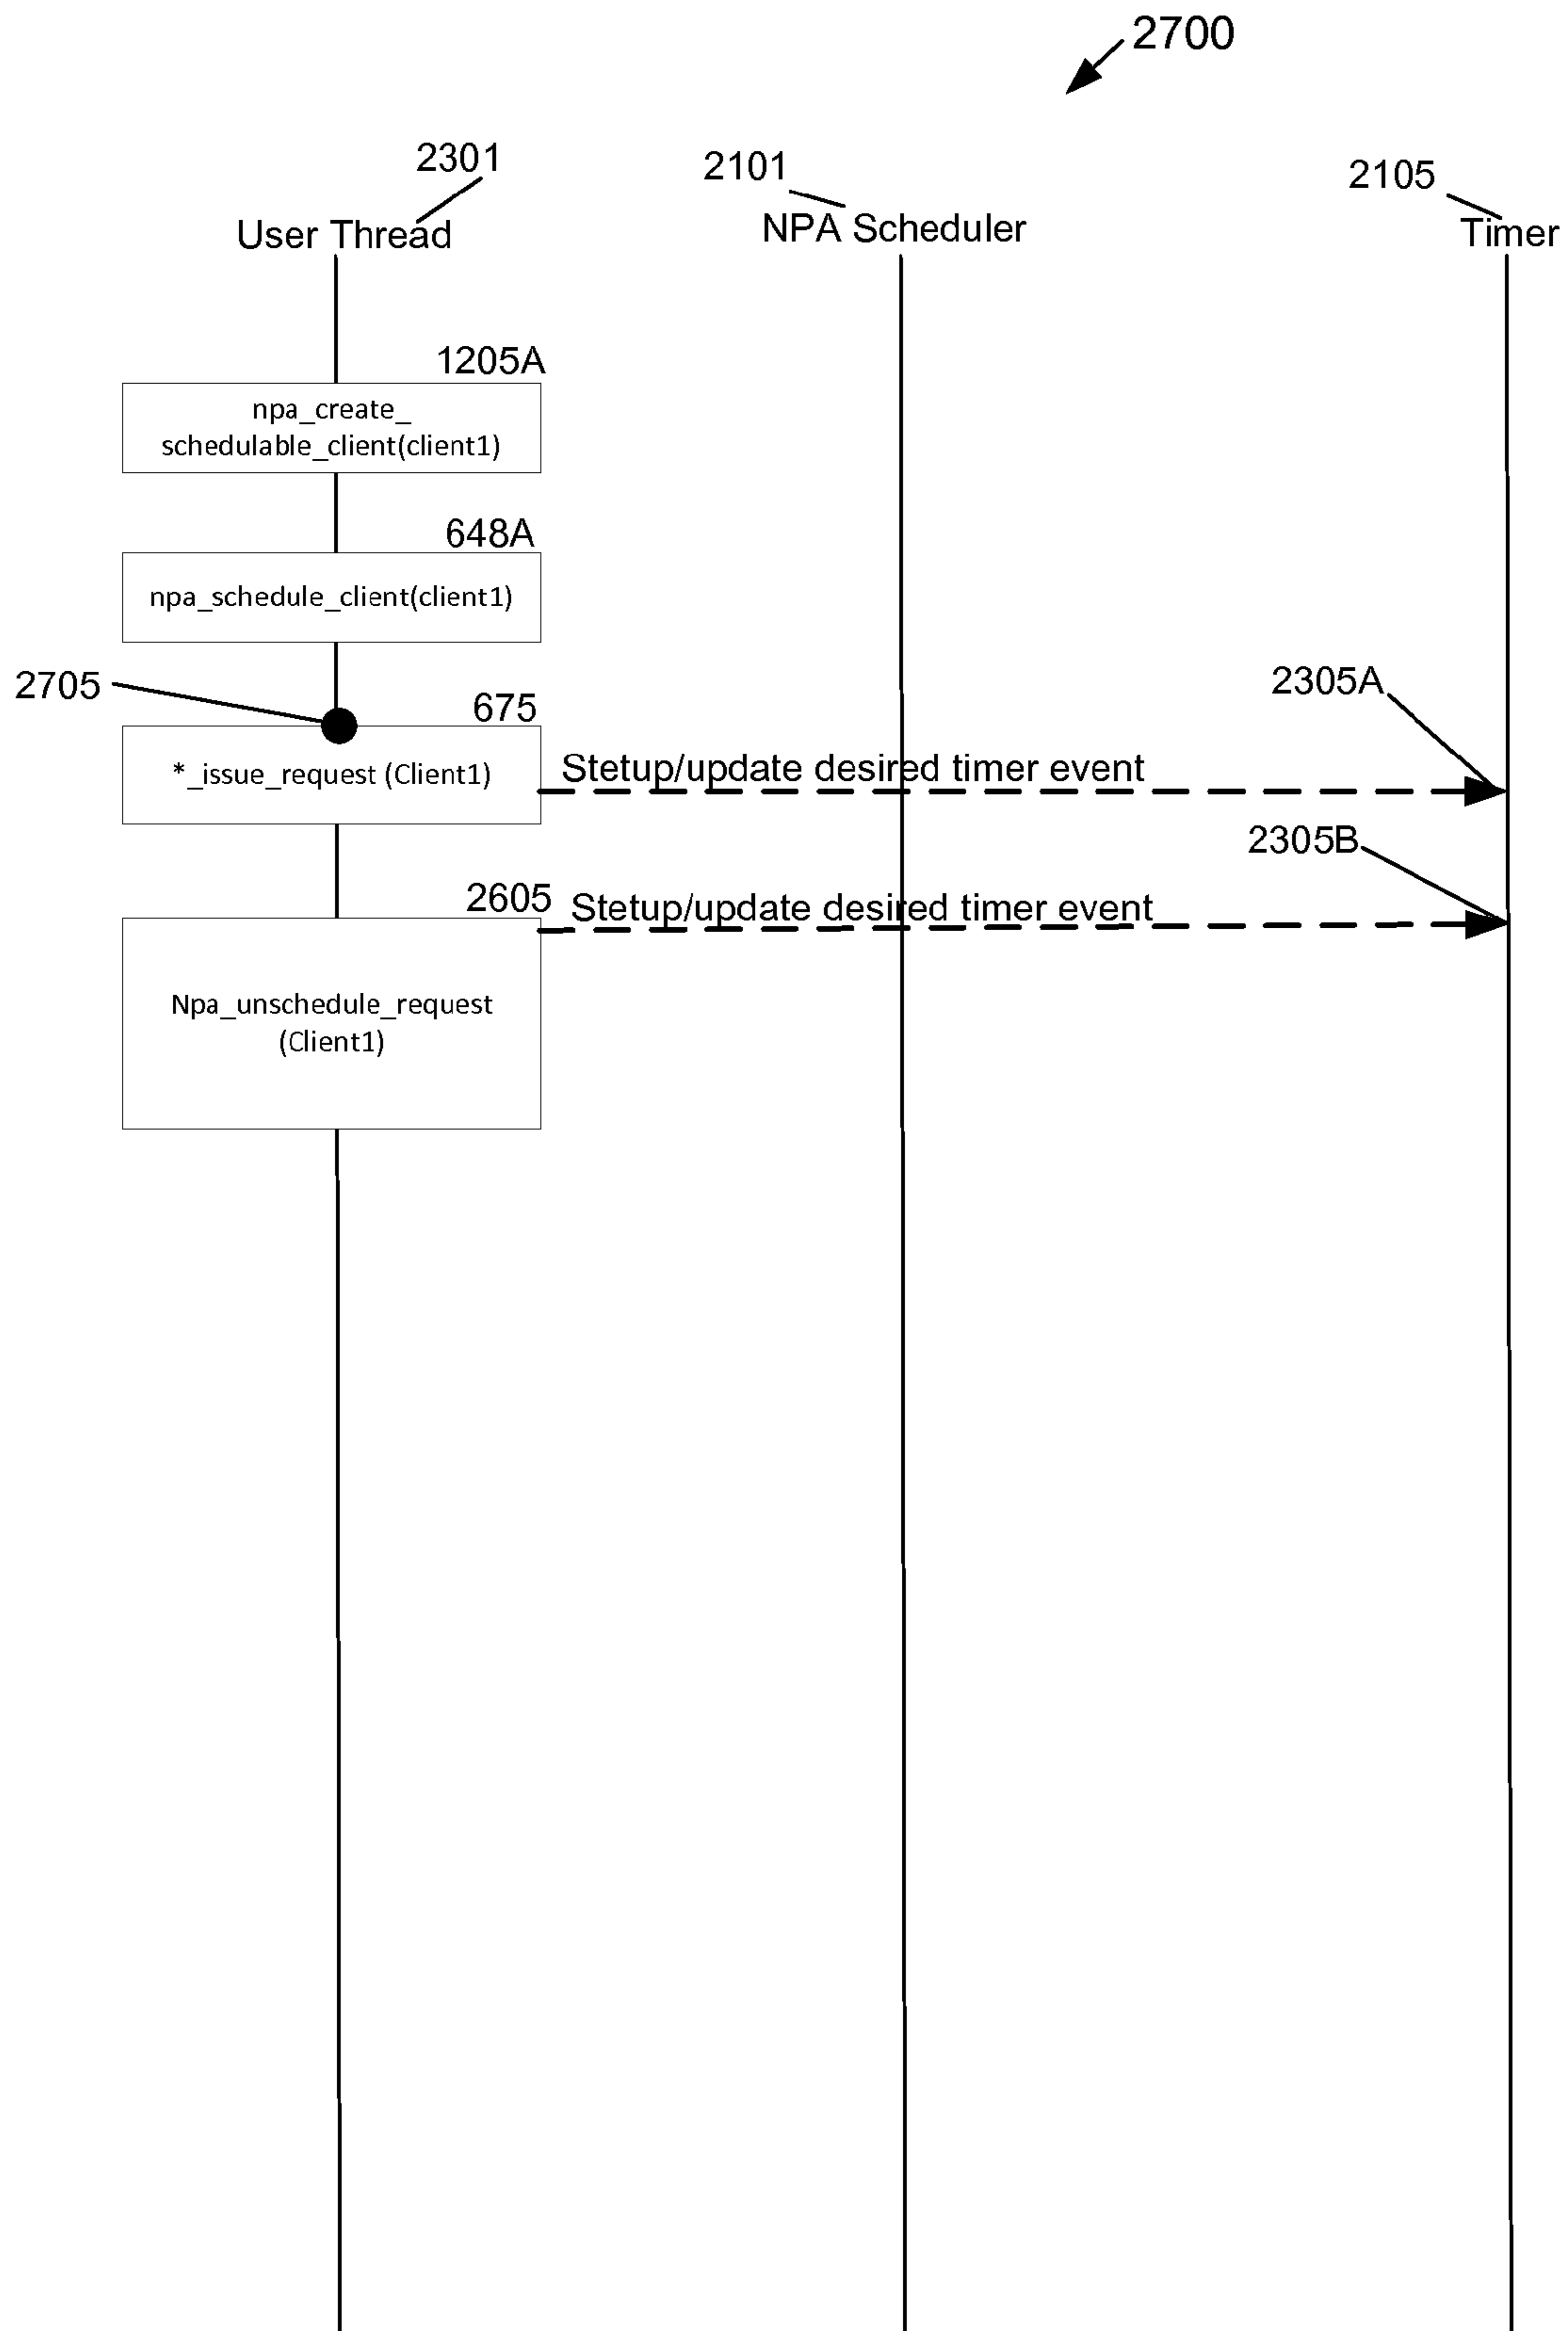 2700
2301
2101
2105
User Thread
NPA Scheduler
Timer
1205A
npa_create_
schedulable_client(client1)
648A
npa_schedule_client(client1)
2705
675
2305A
*_issue_request (Client1)
Stetup/update desired timer event
2305B
2605
Stetup/update desired timer event
Npa_unschedule_request
(Client1)